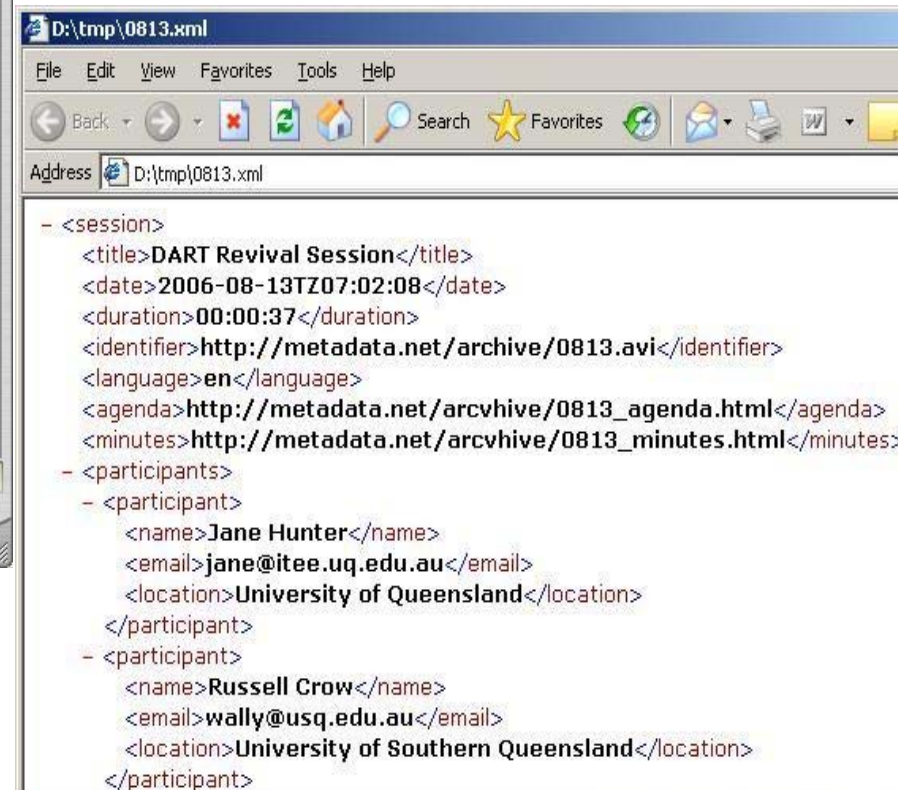 D:\tmp\0813.xml
File Edit View Favorites Tools Help
Back Search Favorites W
Address D:\tmp\0813.xml
- <session>
<title>DART Revival Session</title>
<date>2006-08-13TZ07:02:08</date>
<duration>00:00:37</duration>
<identifier>http://metadata.net/archive/0813.avi</identifier>
<language>en</language>
<agenda>http://metadata.net/arcvhive/0813_agenda.html</agenda>
<minutes>http://metadata.net/arcvhive/0813_minutes.html</minutes>
- <participants>
- <participant>
<name>Jane Hunter</name>
<email>jane@itee.uq.edu.au</email>
<location>University of Queensland</location>
</participant>
- <participant>
<name>Russell Crow</name>
<email>wally@usq.edu.au</email>
<location>University of Southern Queensland</location>
</participant>